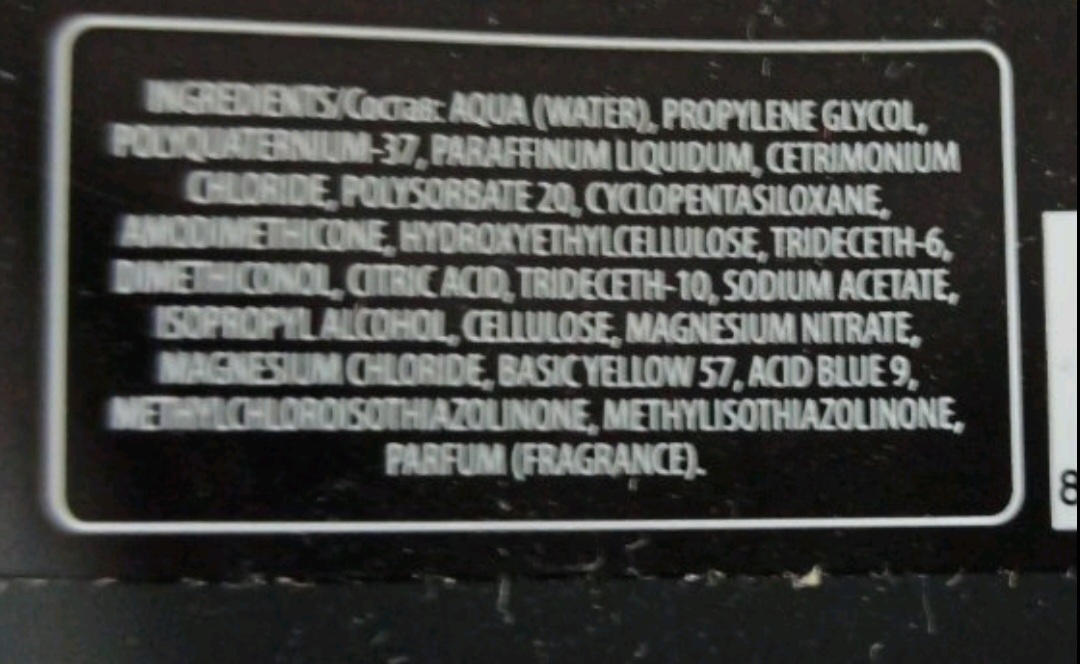 INGREDIENTS/Состав: AQUA (WATER), PROPYLENE GLYCOL,
POLYQUATERNIUM-37, PARAFFINUM LIQUIDUM, CETRIMONIUM
CHLORIDE, POLYSORBATE 20, CYCLOPENTASILOXANE,
AMODIMETHICONE, HYDROXYETHYLCELLULOSE, TRIDECETH-6,
DIMETHICONOL, CITRIC ACID, TRIDECETH-10, SODIUM ACETATE,
ISOPROPYL ALCOHOL, CELLULOSE, MAGNESIUM NITRATE,
MAGNESIUM CHLORIDE, BASIC YELLOW 57, ACID BLUE 9,
METHYLCHLOROISOTHIAZOLINONE, METHYLISOTHIAZOLINONE,
PARFUM (FRAGRANCE).
8